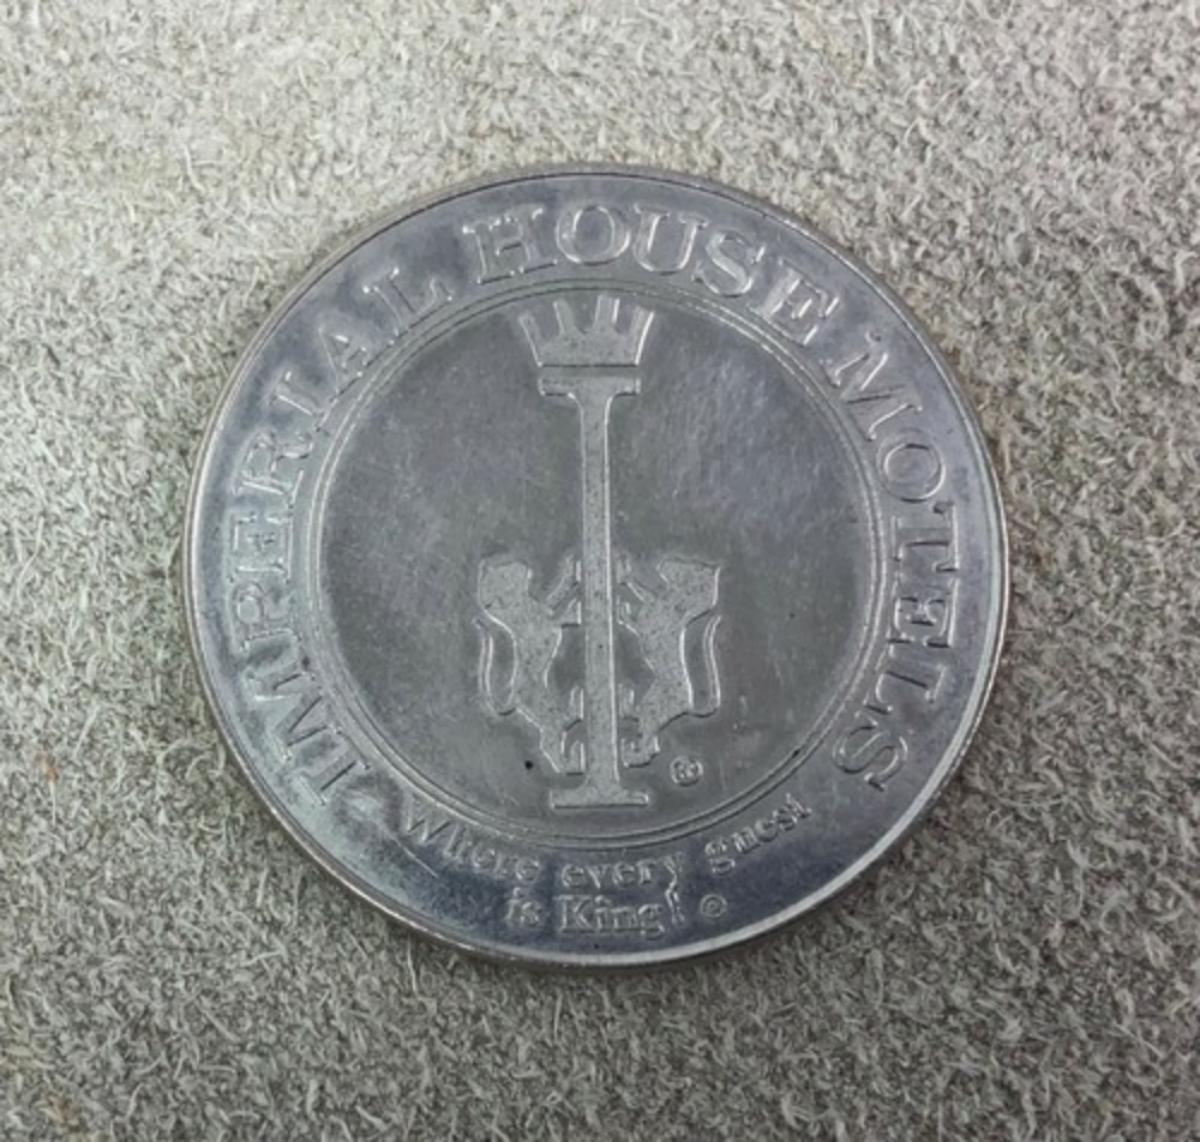 IMPERIAL HOUSE MOTELS
Where every guest
is King! ©
®